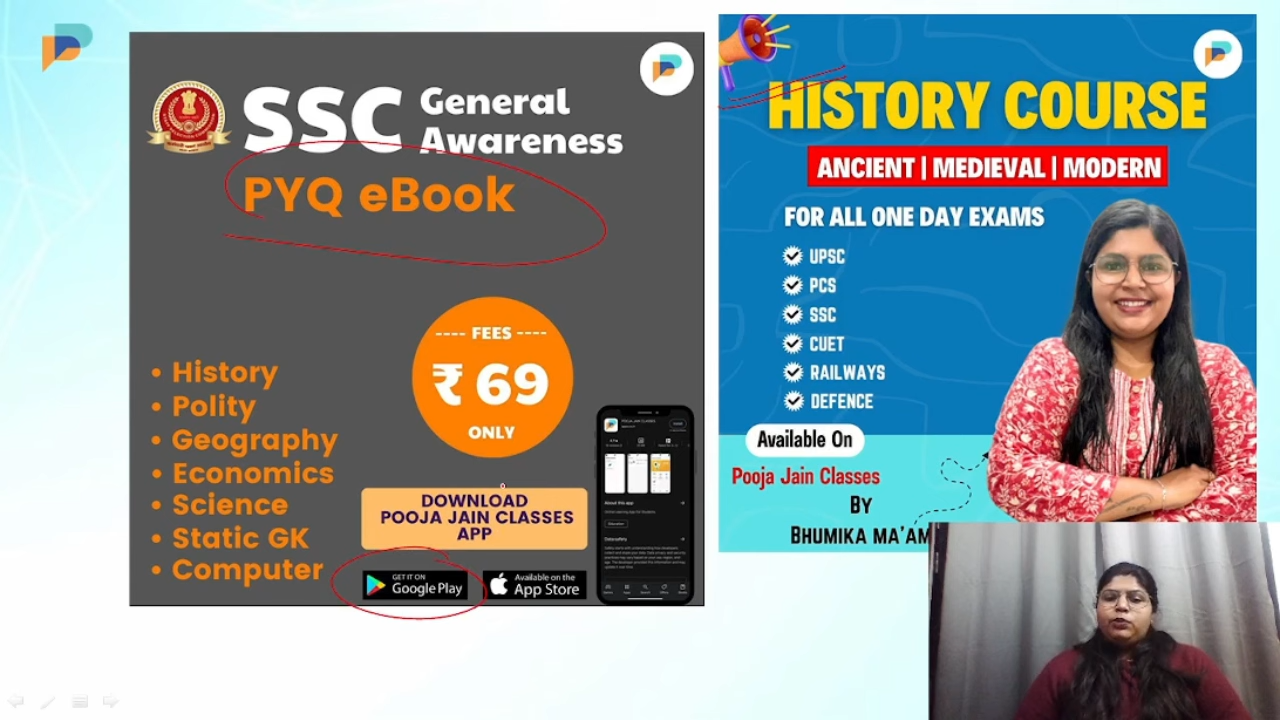 SSC General
Awareness
PYQ eBook
---- FEES ----
₹ 69
ONLY
• History
• Polity
• Geography
• Economics
• Science
• Static GK
• Computer
DOWNLOAD
POOJA JAIN CLASSES
APP
GET IT ON
Google Play
Available on the
App Store
HISTORY COURSE
ANCIENT | MEDIEVAL | MODERN
FOR ALL ONE DAY EXAMS
UPSC
PCS
SSC
CUET
RAILWAYS
DEFENCE
Available On
Pooja Jain Classes
BY
BHUMIKA MA'AM